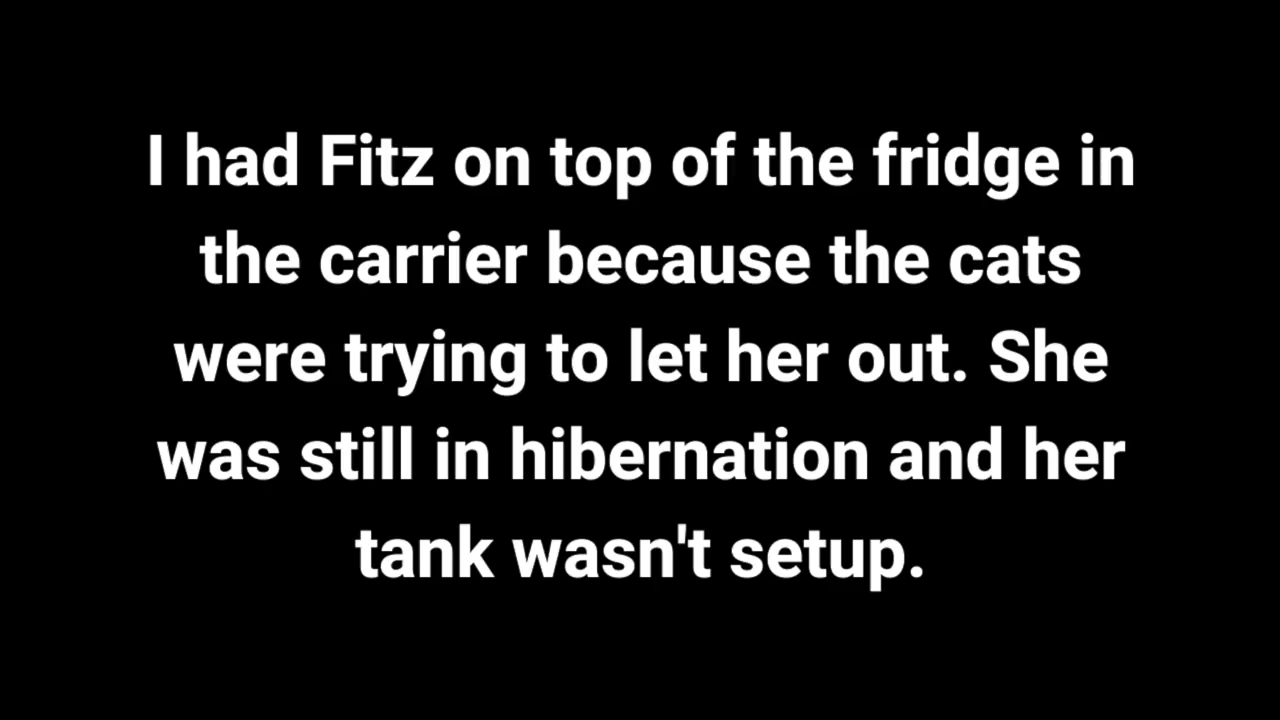 I had Fitz on top of the fridge in
the carrier because the cats
were trying to let her out. She
was still in hibernation and her
tank wasn't setup.